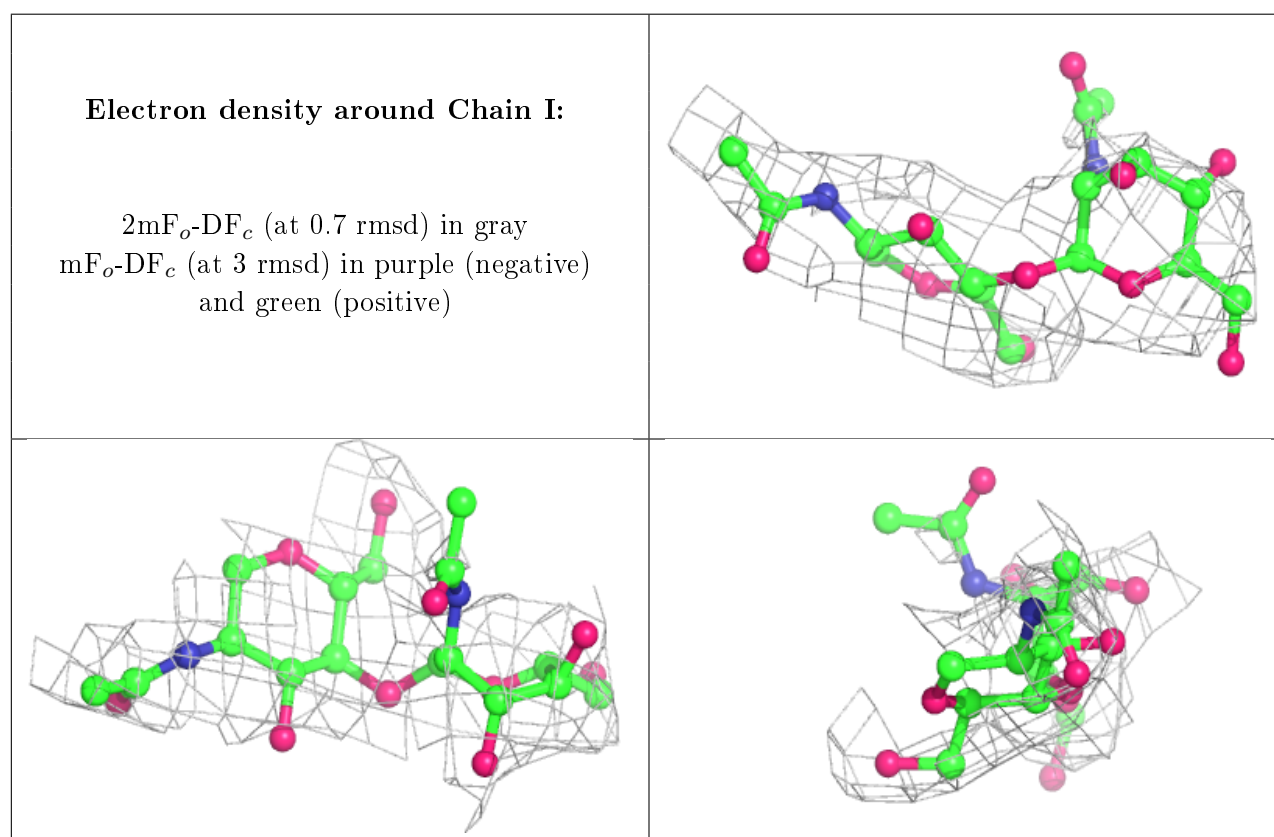 Electron density around Chain I:
2mFo-DFc (at 0.7 rmsd) in gray
mFo-DFc (at 3 rmsd) in purple (negative)
and green (positive)